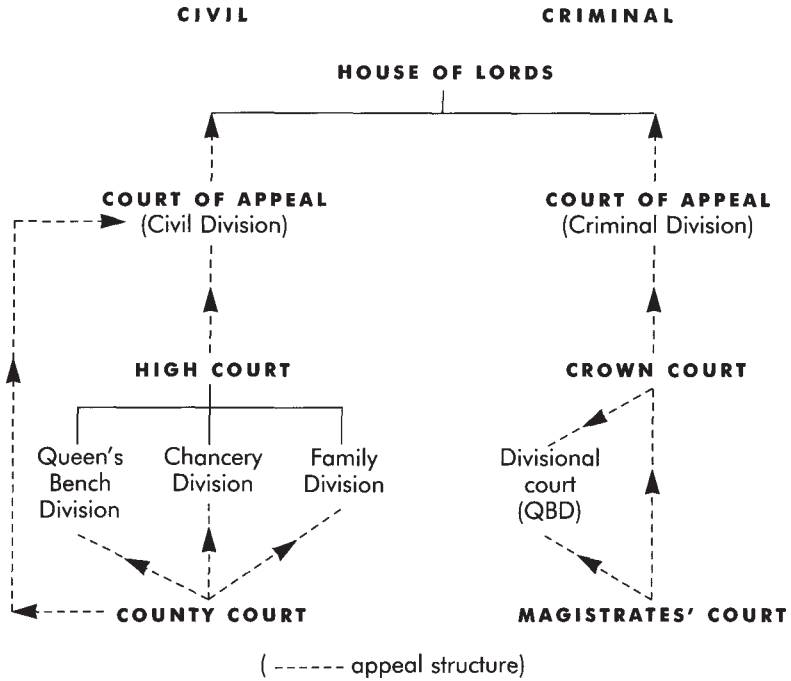 CIVIL CRIMINAL
HOUSE OF LORDS
COURT OF APPEAL
(Civil Division)
COURT OF APPEAL
(Criminal Division)
HIGH COURT
CROWN COURT
Queen's
Bench
Division
Chancery
Division
Family
Division
Divisional
court
(QBD)
COUNTY COURT
MAGISTRATES' COURT
( ------ appeal structure)